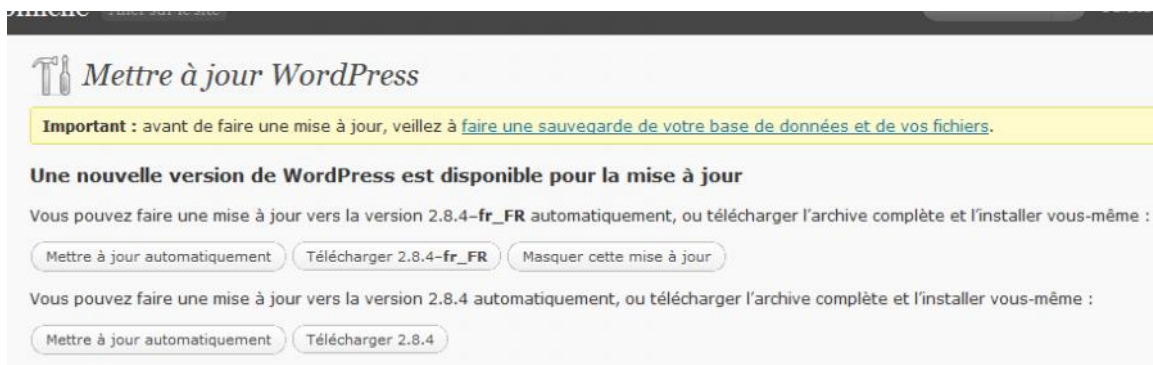 Mettre à jour WordPress
Important : avant de faire une mise à jour, veillez à faire une sauvegarde de votre base de données et de vos fichiers.
Une nouvelle version de WordPress est disponible pour la mise à jour
Vous pouvez faire une mise à jour vers la version 2.8.4–fr_FR automatiquement, ou télécharger l'archive complète et l'installer vous-même :
Mettre à jour automatiquement Télécharger 2.8.4–fr_FR Masquer cette mise à jour
Vous pouvez faire une mise à jour vers la version 2.8.4 automatiquement, ou télécharger l'archive complète et l'installer vous-même :
Mettre à jour automatiquement Télécharger 2.8.4